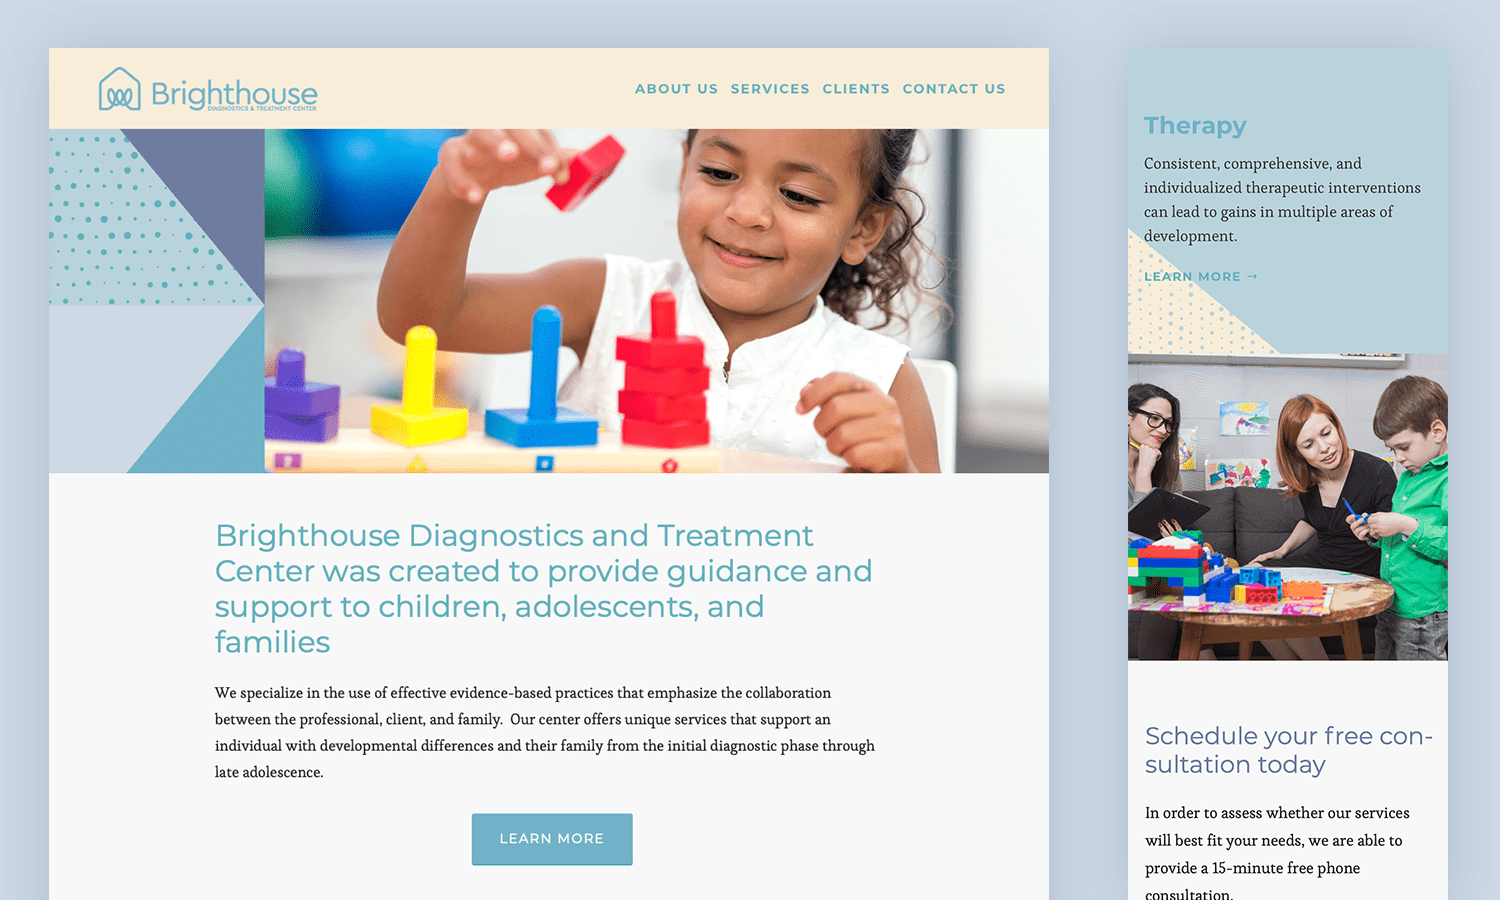 Brighthouse
DIAGNOSTICS & TREATMENT CENTER
ABOUT US SERVICES CLIENTS CONTACT US
Brighthouse Diagnostics and Treatment
Center was created to provide guidance and
support to children, adolescents, and
families
We specialize in the use of effective evidence-based practices that emphasize the collaboration
between the professional, client, and family.  Our center offers unique services that support an
individual with developmental differences and their family from the initial diagnostic phase through
late adolescence.
LEARN MORE
Therapy
Consistent, comprehensive, and
individualized therapeutic interventions
can lead to gains in multiple areas of
development.
LEARN MORE →
Schedule your free con-
sultation today
In order to assess whether our services
will best fit your needs, we are able to
provide a 15-minute free phone
consultation.